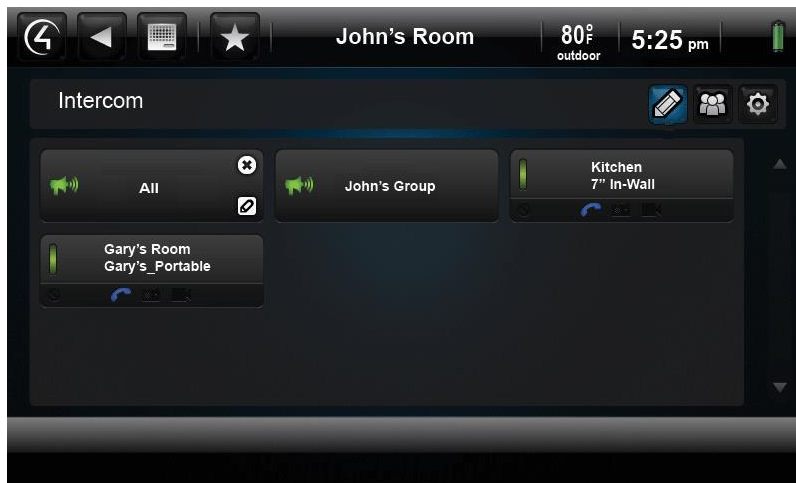 4
John's Room
80°F
outdoor
5:25 pm
Intercom
All
John's Group
Kitchen
7" In-Wall
Gary's Room
Gary's_Portable